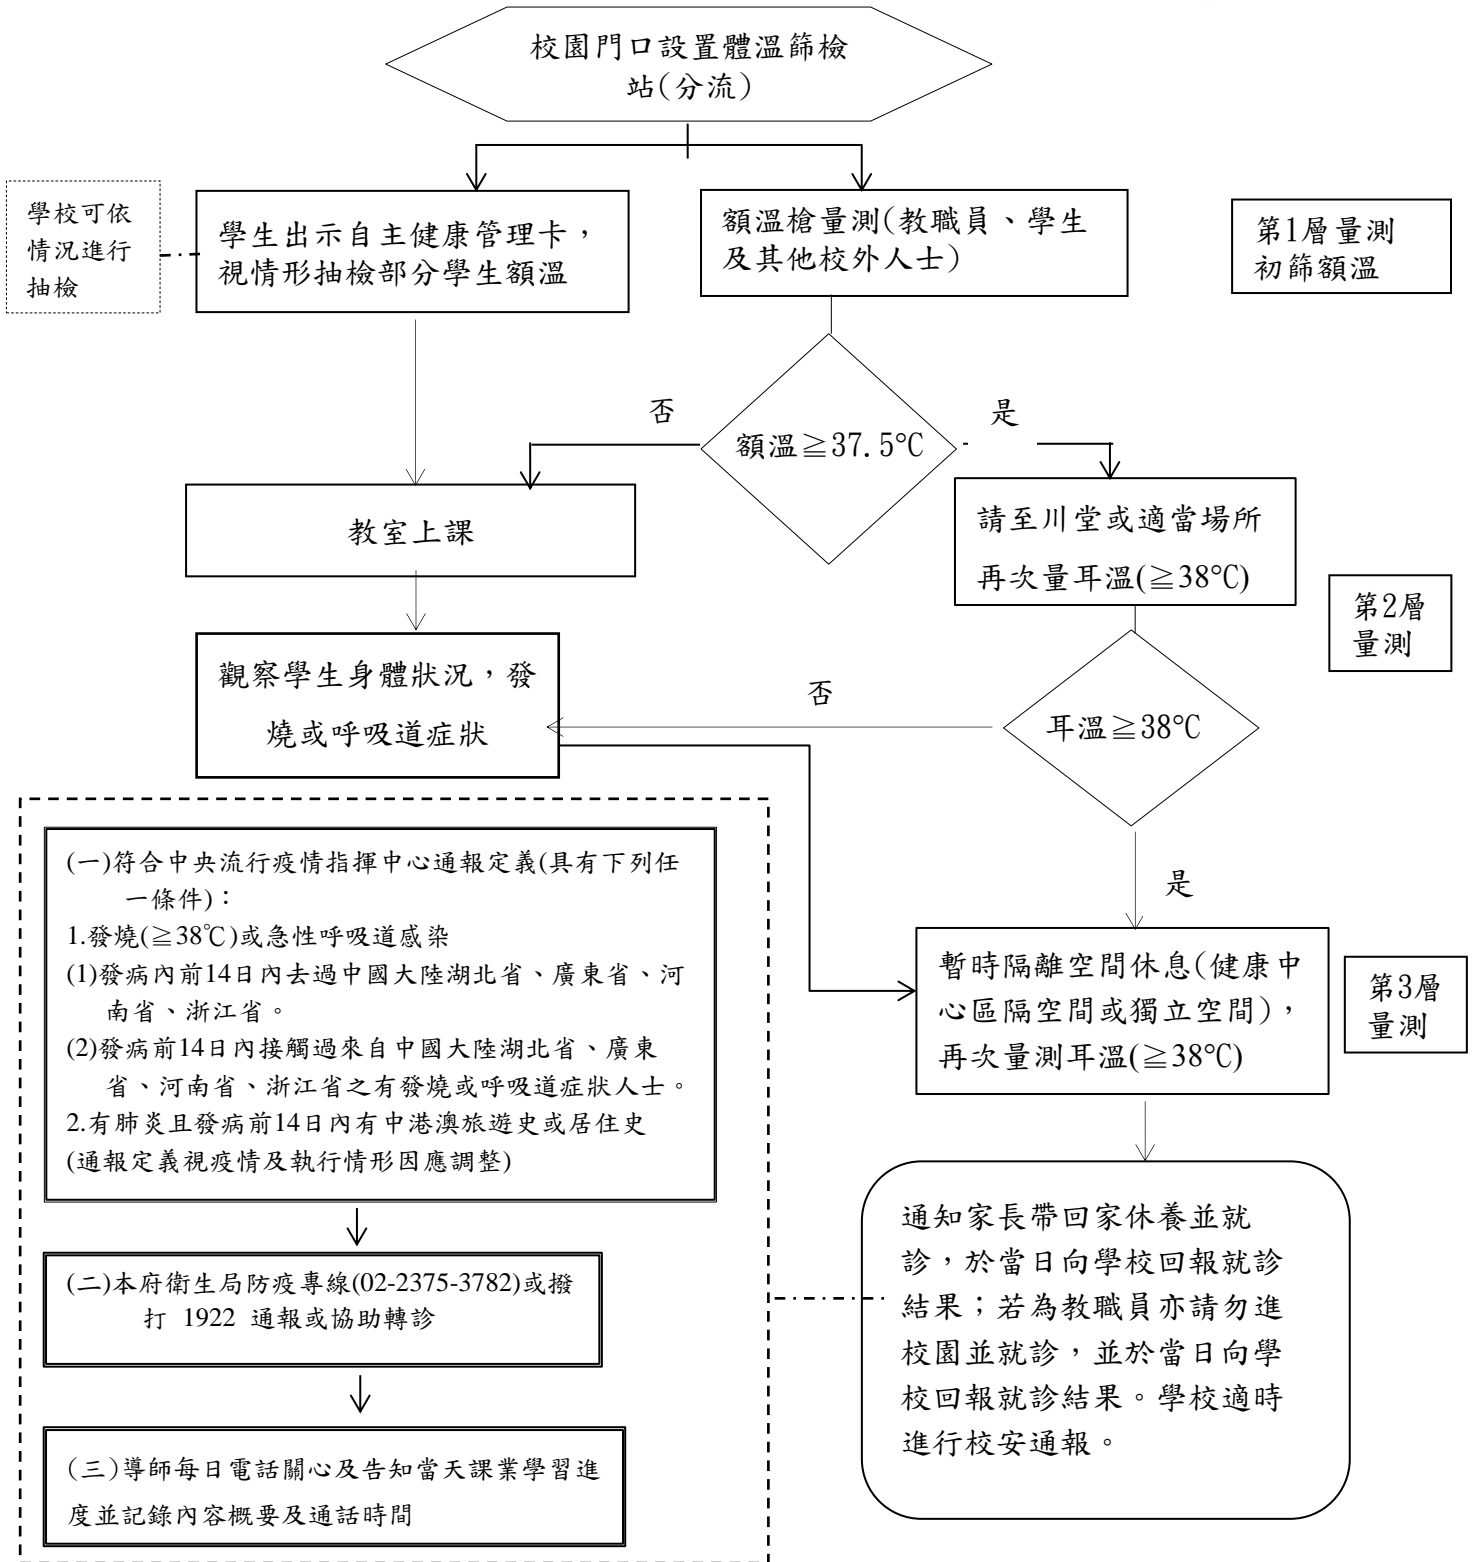 校園門口設置體溫篩檢
站(分流)
學校可依
情況進行
抽檢
學生出示自主健康管理卡，
視情形抽檢部分學生額溫
額溫槍量測(教職員、學生
及其他校外人士)
第1層量測
初篩額溫
否
是
額溫≧37.5°C
教室上課
請至川堂或適當場所
再次量耳溫(≧38°C)
第2層
量測
觀察學生身體狀況，發
燒或呼吸道症狀
否
耳溫≧38°C
是
(一)符合中央流行疫情指揮中心通報定義(具有下列任
一條件)：
1.發燒(≧38℃)或急性呼吸道感染
(1)發病內前14日內去過中國大陸湖北省、廣東省、河
南省、浙江省。
(2)發病前14日內接觸過來自中國大陸湖北省、廣東
省、河南省、浙江省之有發燒或呼吸道症狀人士。
2.有肺炎且發病前14日內有中港澳旅遊史或居住史
(通報定義視疫情及執行情形因應調整)
暫時隔離空間休息(健康中
心區隔空間或獨立空間)，
再次量測耳溫(≧38°C)
第3層
量測
(二)本府衛生局防疫專線(02-2375-3782)或撥
打 1922 通報或協助轉診
(三)導師每日電話關心及告知當天課業學習進
度並記錄內容概要及通話時間
通知家長帶回家休養並就
診，於當日向學校回報就診
結果；若為教職員亦請勿進
校園並就診，並於當日向學
校回報就診結果。學校適時
進行校安通報。